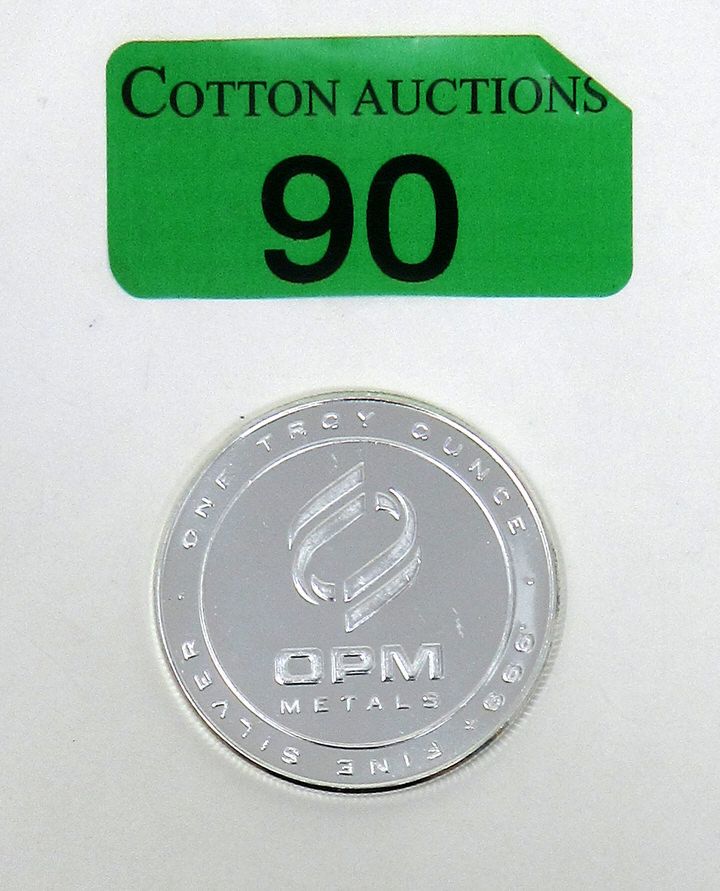 COTTON AUCTIONS
90
ONE TROY OUNCE · .999+ FINE SILVER ·
OPM
METALS